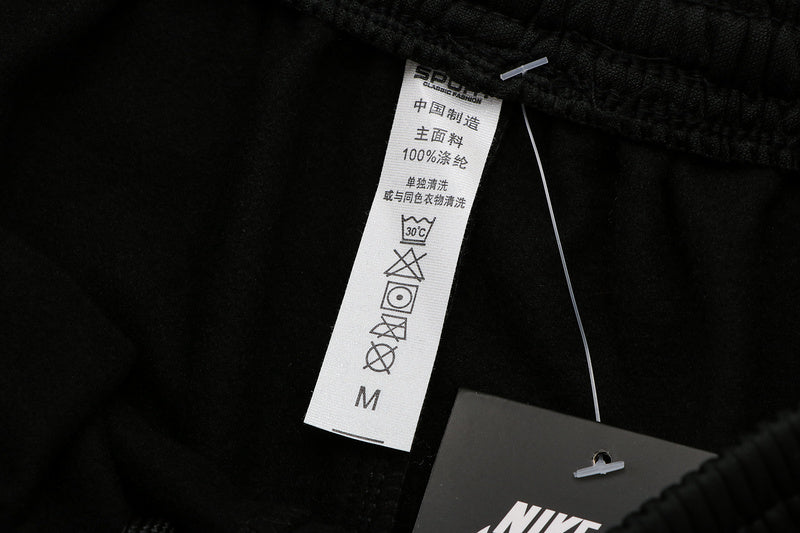 SPORT
CLASSIC FASHION
中国制造
主面料
100%涤纶
单独清洗
或与同色衣物清洗
30°C
M
NIKE